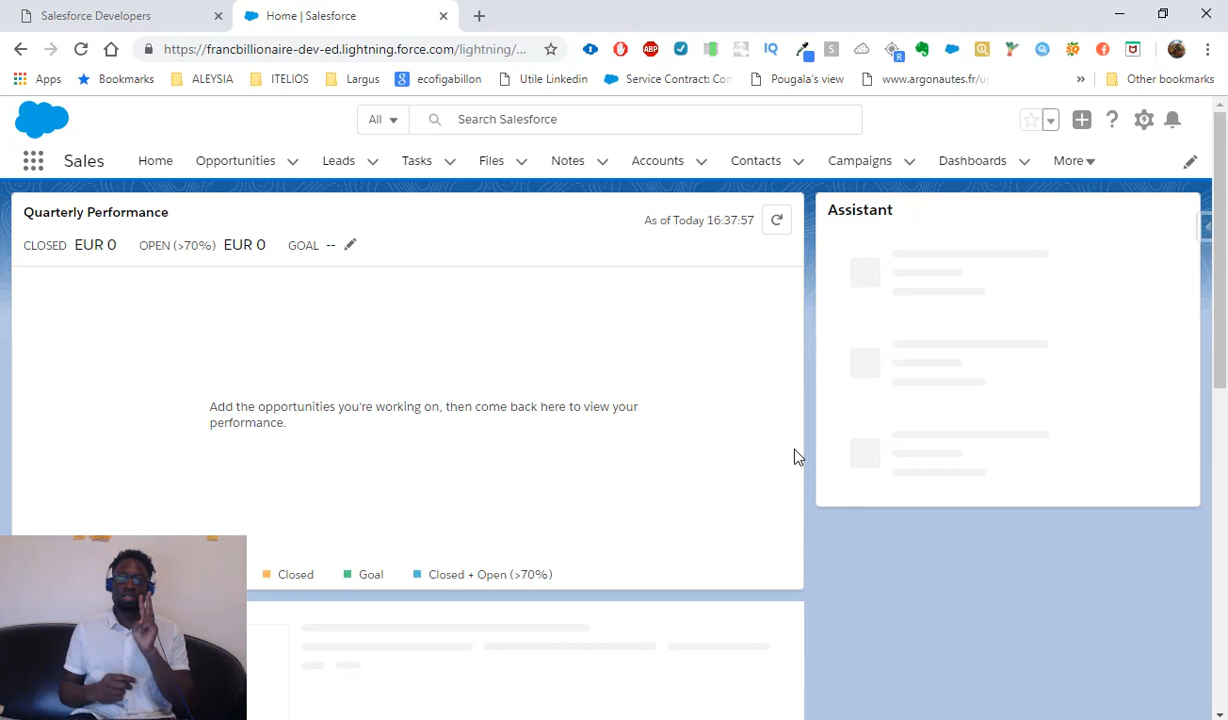 Salesforce Developers
Home | Salesforce
https://francbillionaire-dev-ed.lightning.force.com/lightning/...
ABP
IQ
S
R
Apps
Bookmarks
ALEYSIA
ITELIOS
Largus
ecofigabillon
Utile Linkedin
Service Contract: Con
Pougala's view
www.argonautes.fr/u
»
Other bookmarks
All
Search Salesforce
Sales
Home
Opportunities
Leads
Tasks
Files
Notes
Accounts
Contacts
Campaigns
Dashboards
More
Quarterly Performance
As of Today 16:37:57
CLOSED EUR 0 OPEN (>70%) EUR 0 GOAL --
Assistant
Add the opportunities you're working on, then come back here to view your
performance.
Closed
Goal
Closed + Open (>70%)